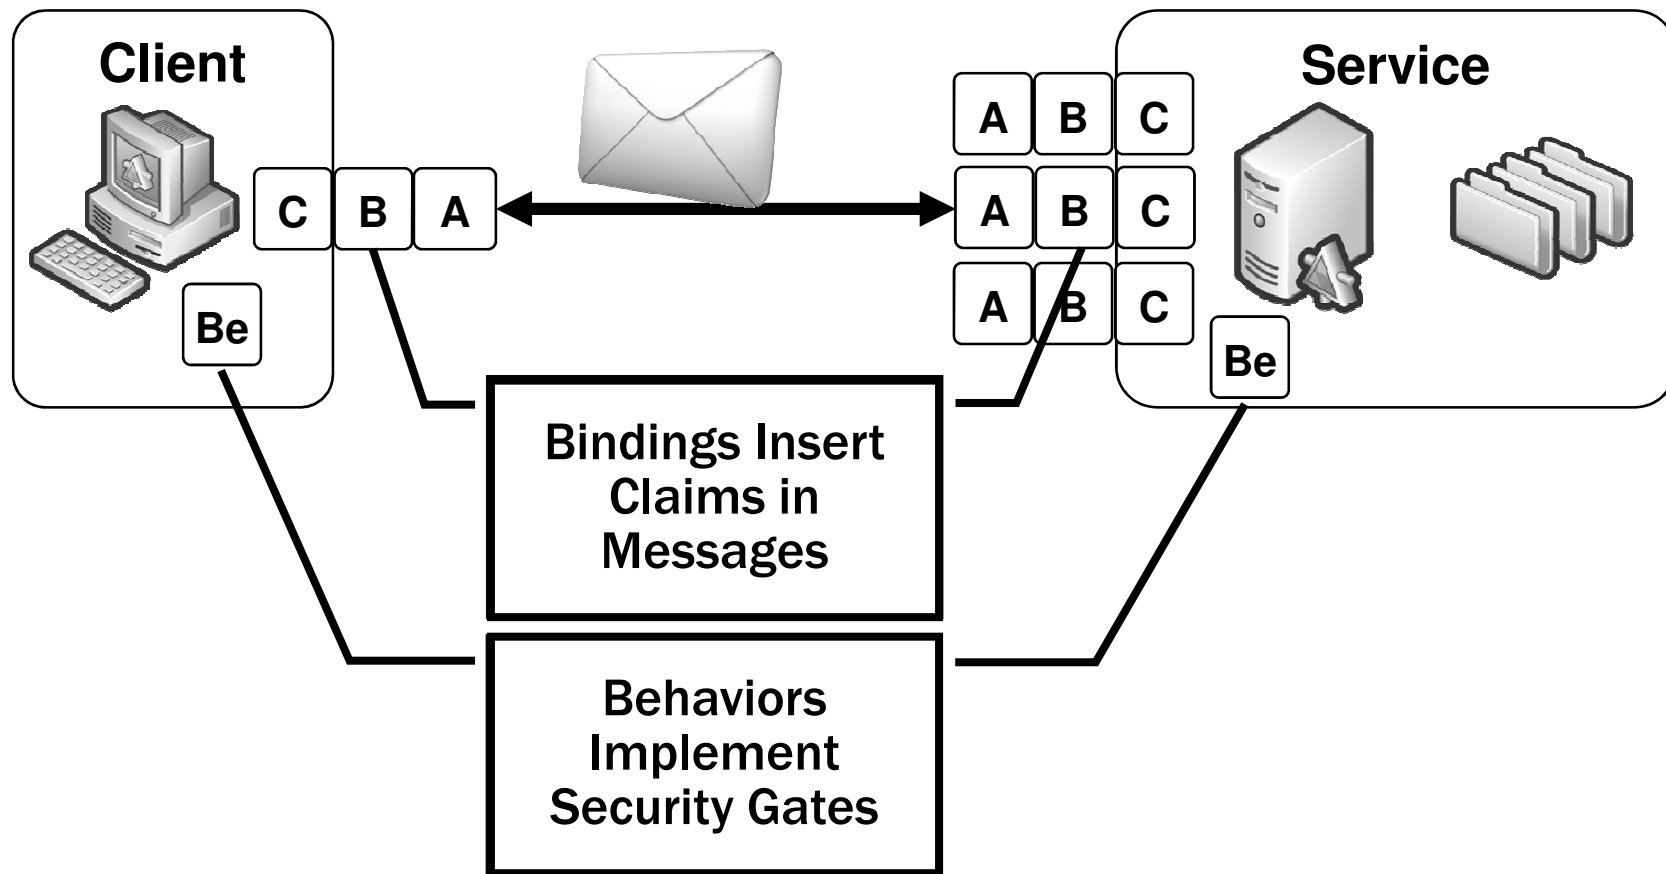 Client
Service
A B C
C B A
A B C
A B C
Be
Be
Bindings Insert
Claims in
Messages
Behaviors
Implement
Security Gates